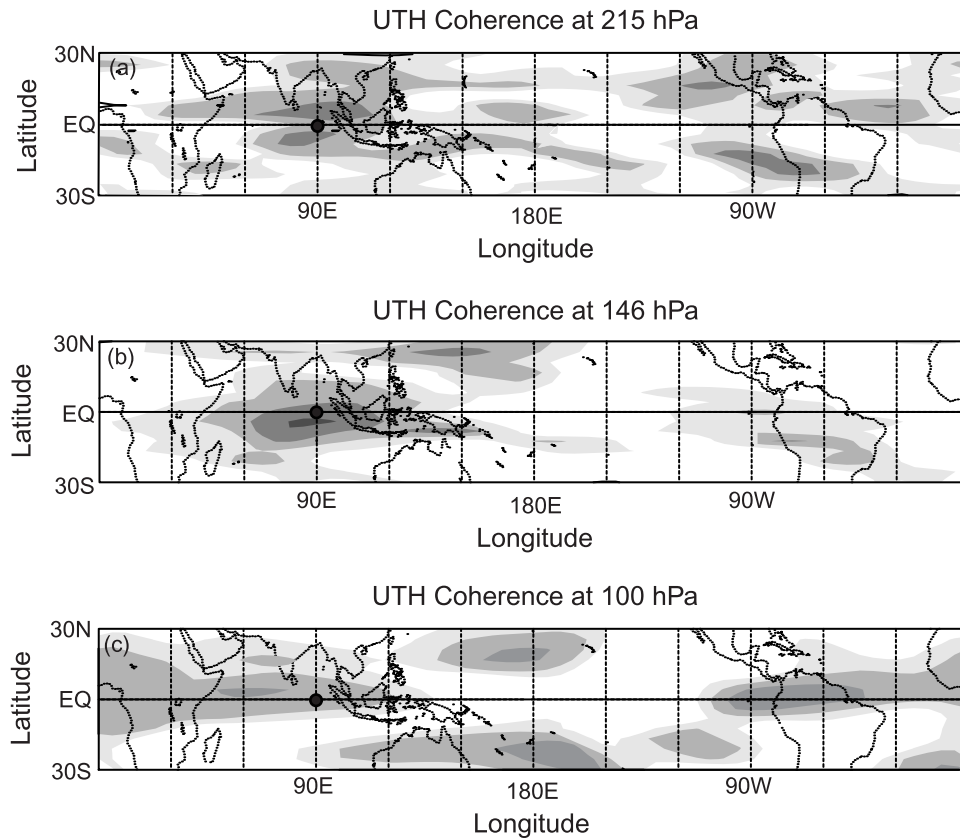 UTH Coherence at 215 hPa
30N
(a)
Latitude
EQ
30S
90E
180E
90W
Longitude
UTH Coherence at 146 hPa
30N
(b)
Latitude
EQ
30S
90E
180E
90W
Longitude
UTH Coherence at 100 hPa
30N
(c)
Latitude
EQ
30S
90E
180E
90W
Longitude